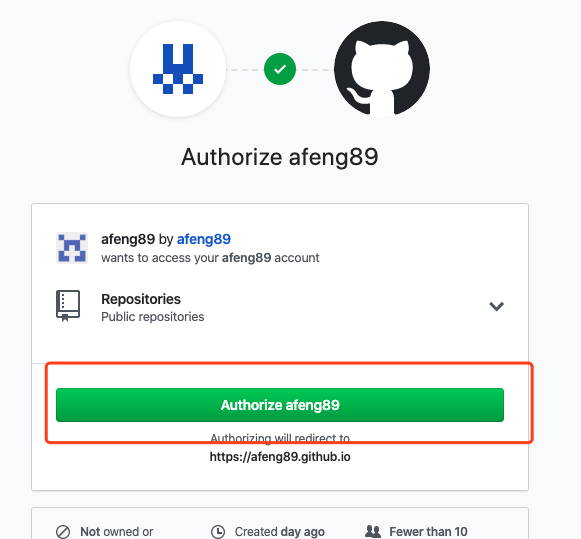 Authorize afeng89
afeng89 by afeng89
wants to access your afeng89 account
Repositories
Public repositories
Authorize afeng89
Authorizing will redirect to
https://afeng89.github.io
Not owned or
Created day ago
Fewer than 10